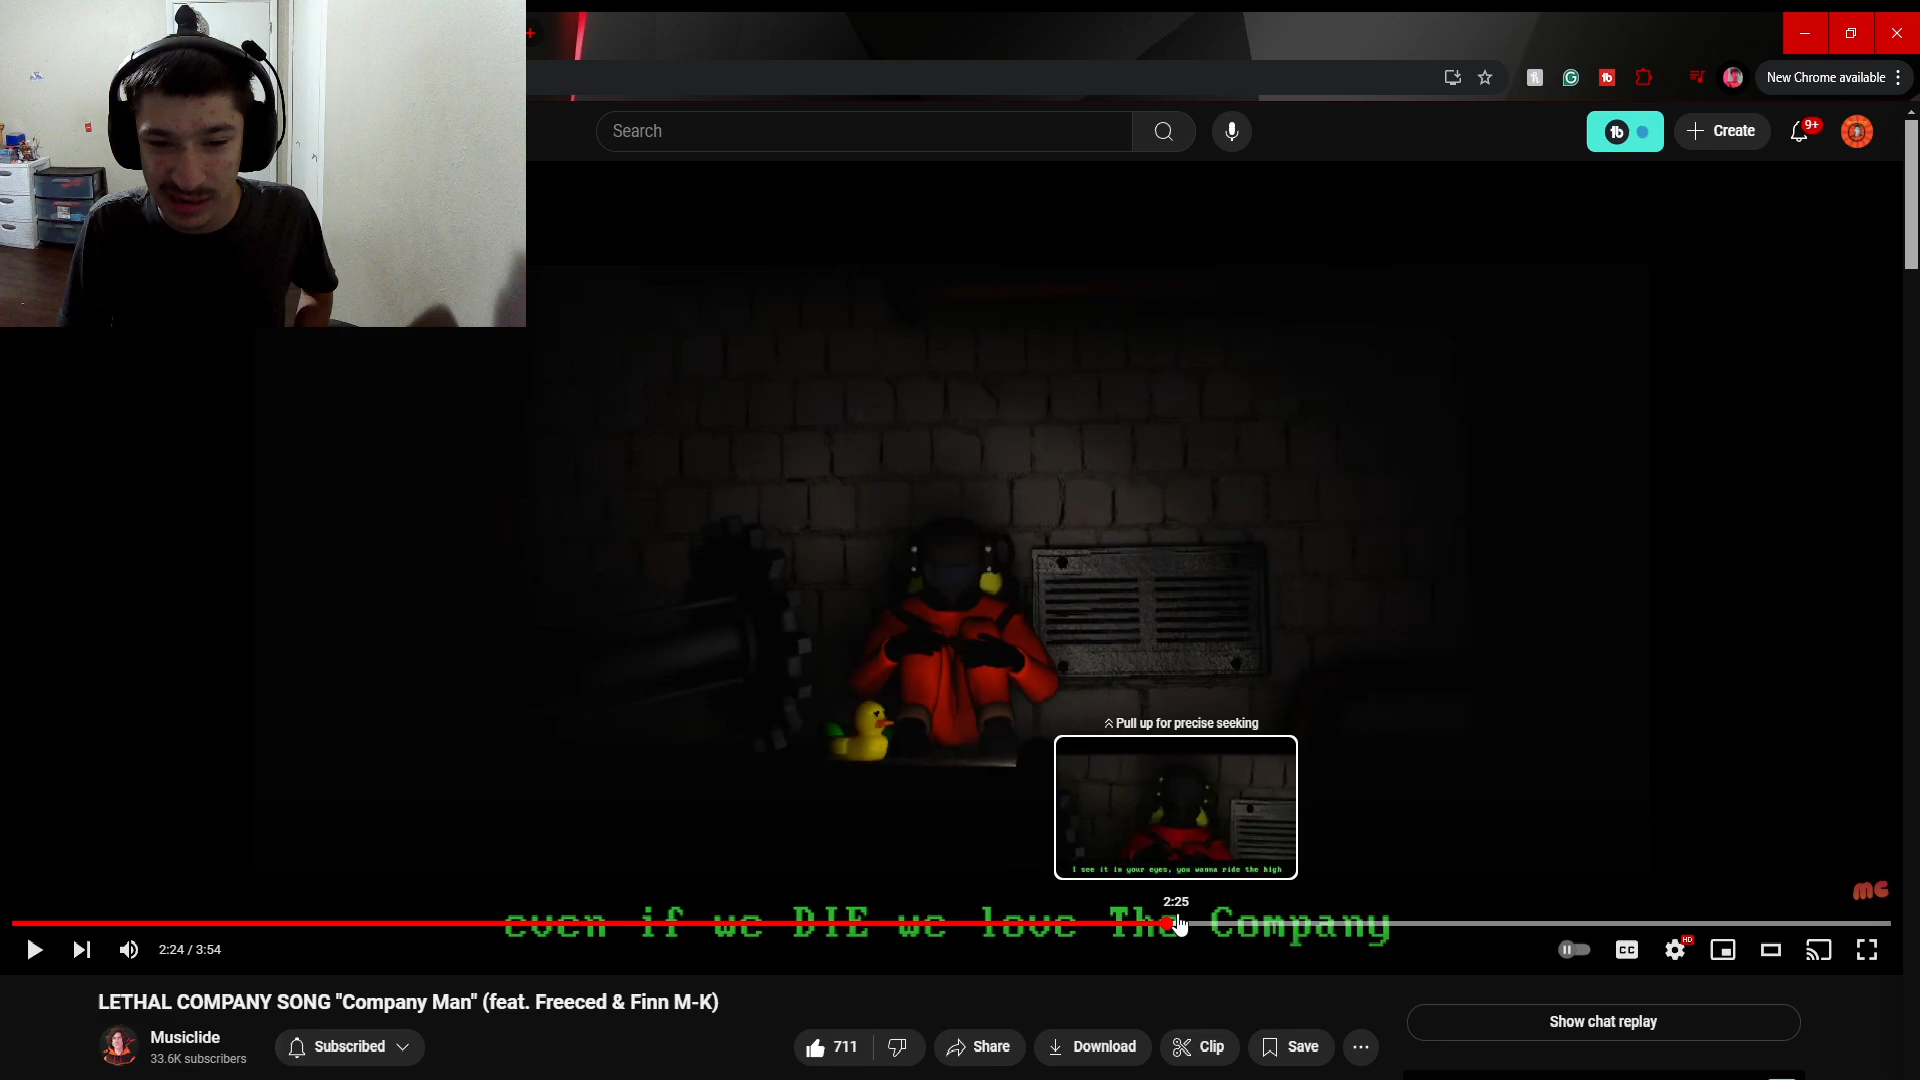 New Chrome available
Search
Create
9+
Pull up for precise seeking
I see it in your eyes, you wanna ride the high
MC
2:25
even if we DIE we love The Company
2:24 / 3:54
CC
HD
LETHAL COMPANY SONG "Company Man" (feat. Freeced & Finn M-K)
Musiclide
33.6K subscribers
Subscribed
711
Share
Download
Clip
Save
Show chat replay